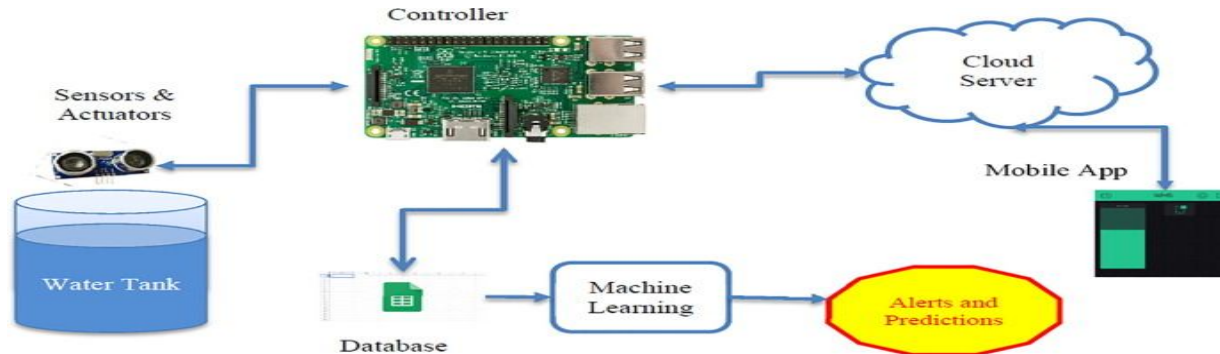 Controller
Sensors &
Actuators
Cloud
Server
Mobile App
Water Tank
Machine
Learning
Alerts and
Predictions
Database